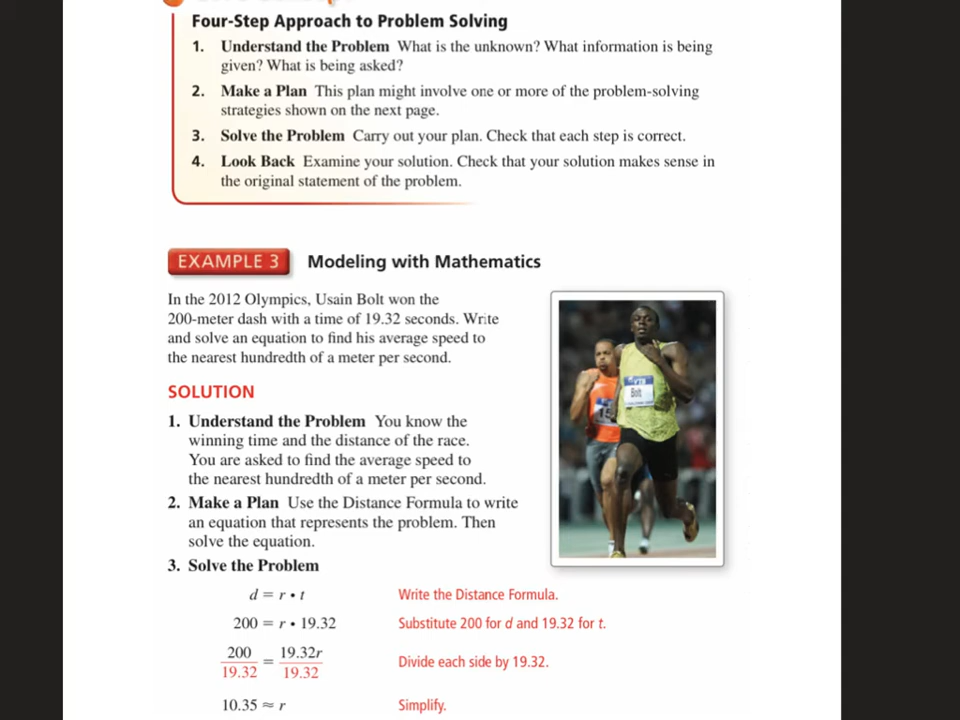 Four-Step Approach to Problem Solving
1. Understand the Problem What is the unknown? What information is being
given? What is being asked?
2. Make a Plan This plan might involve one or more of the problem-solving
strategies shown on the next page.
3. Solve the Problem Carry out your plan. Check that each step is correct.
4. Look Back Examine your solution. Check that your solution makes sense in
the original statement of the problem.
EXAMPLE 3 Modeling with Mathematics
In the 2012 Olympics, Usain Bolt won the
200-meter dash with a time of 19.32 seconds. Write
and solve an equation to find his average speed to
the nearest hundredth of a meter per second.
SOLUTION
1. Understand the Problem You know the
winning time and the distance of the race.
You are asked to find the average speed to
the nearest hundredth of a meter per second.
2. Make a Plan Use the Distance Formula to write
an equation that represents the problem. Then
solve the equation.
3. Solve the Problem
d = r • t Write the Distance Formula.
200 = r • 19.32 Substitute 200 for d and 19.32 for t.
200/19.32 = 19.32r/19.32 Divide each side by 19.32.
10.35 ≈ r Simplify.
Bolt